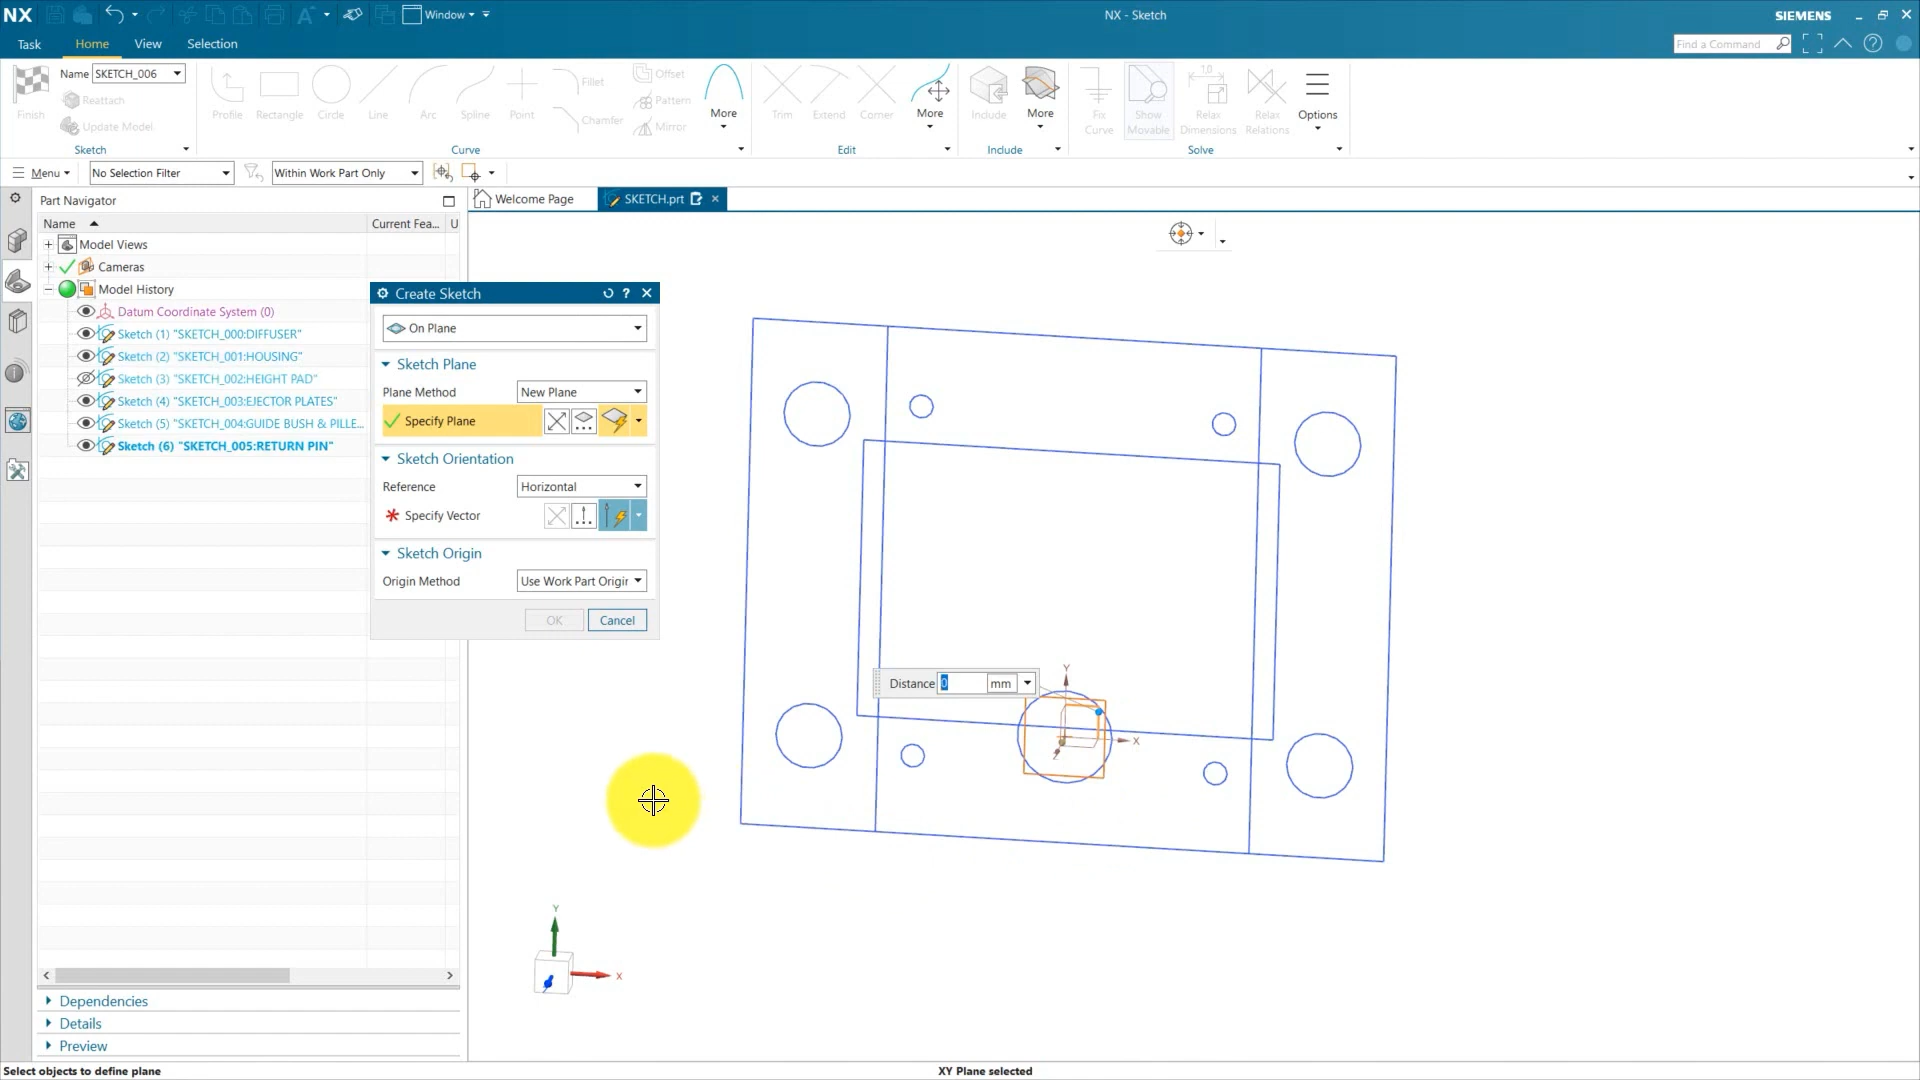 NX
Window
NX - Sketch
SIEMENS
Task
Home
View
Selection
Find a Command
Finish
Name SKETCH_006
Reattach
Update Model
Sketch
Profile
Rectangle
Circle
Line
Arc
Spline
Point
Fillet
Chamfer
Offset
Pattern
Mirror
More
Curve
Trim
Extend
Corner
More
Edit
Include
More
Include
Fix
Curve
Show
Movable
Relax
Dimensions
Relax
Relations
Options
Solve
Menu
No Selection Filter
Within Work Part Only
Part Navigator
Welcome Page
SKETCH.prt
Name
Current Fea...
U
Model Views
Cameras
Model History
Datum Coordinate System (0)
Sketch (1) "SKETCH_000:DIFFUSER"
Sketch (2) "SKETCH_001:HOUSING"
Sketch (3) "SKETCH_002:HEIGHT PAD"
Sketch (4) "SKETCH_003:EJECTOR PLATES"
Sketch (5) "SKETCH_004:GUIDE BUSH & PILLE...
Sketch (6) "SKETCH_005:RETURN PIN"
Create Sketch
On Plane
Sketch Plane
Plane Method New Plane
Specify Plane
Sketch Orientation
Reference Horizontal
Specify Vector
Sketch Origin
Origin Method Use Work Part Origin
OK Cancel
Distance 0 mm
Y
X
Z
Y
X
Dependencies
Details
Preview
Select objects to define plane
XY Plane selected